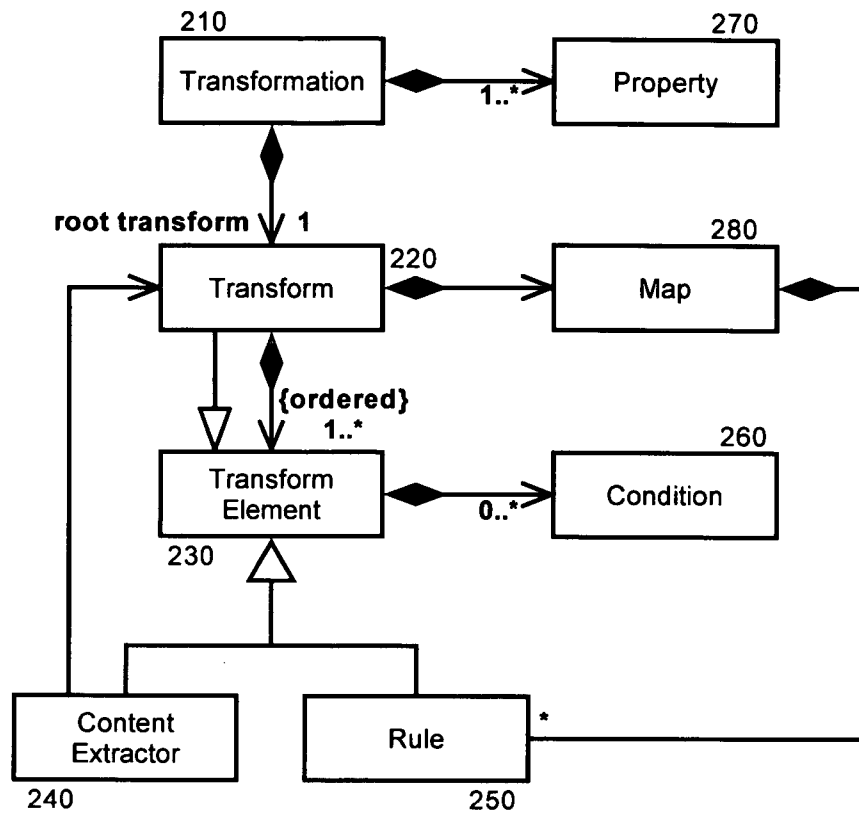 210
270
Transformation
Property
1..*
root transform
1
220
280
Transform
Map
{ordered}
1..*
260
Transform
Element
Condition
0..*
230
Content
Extractor
Rule
*
240
250